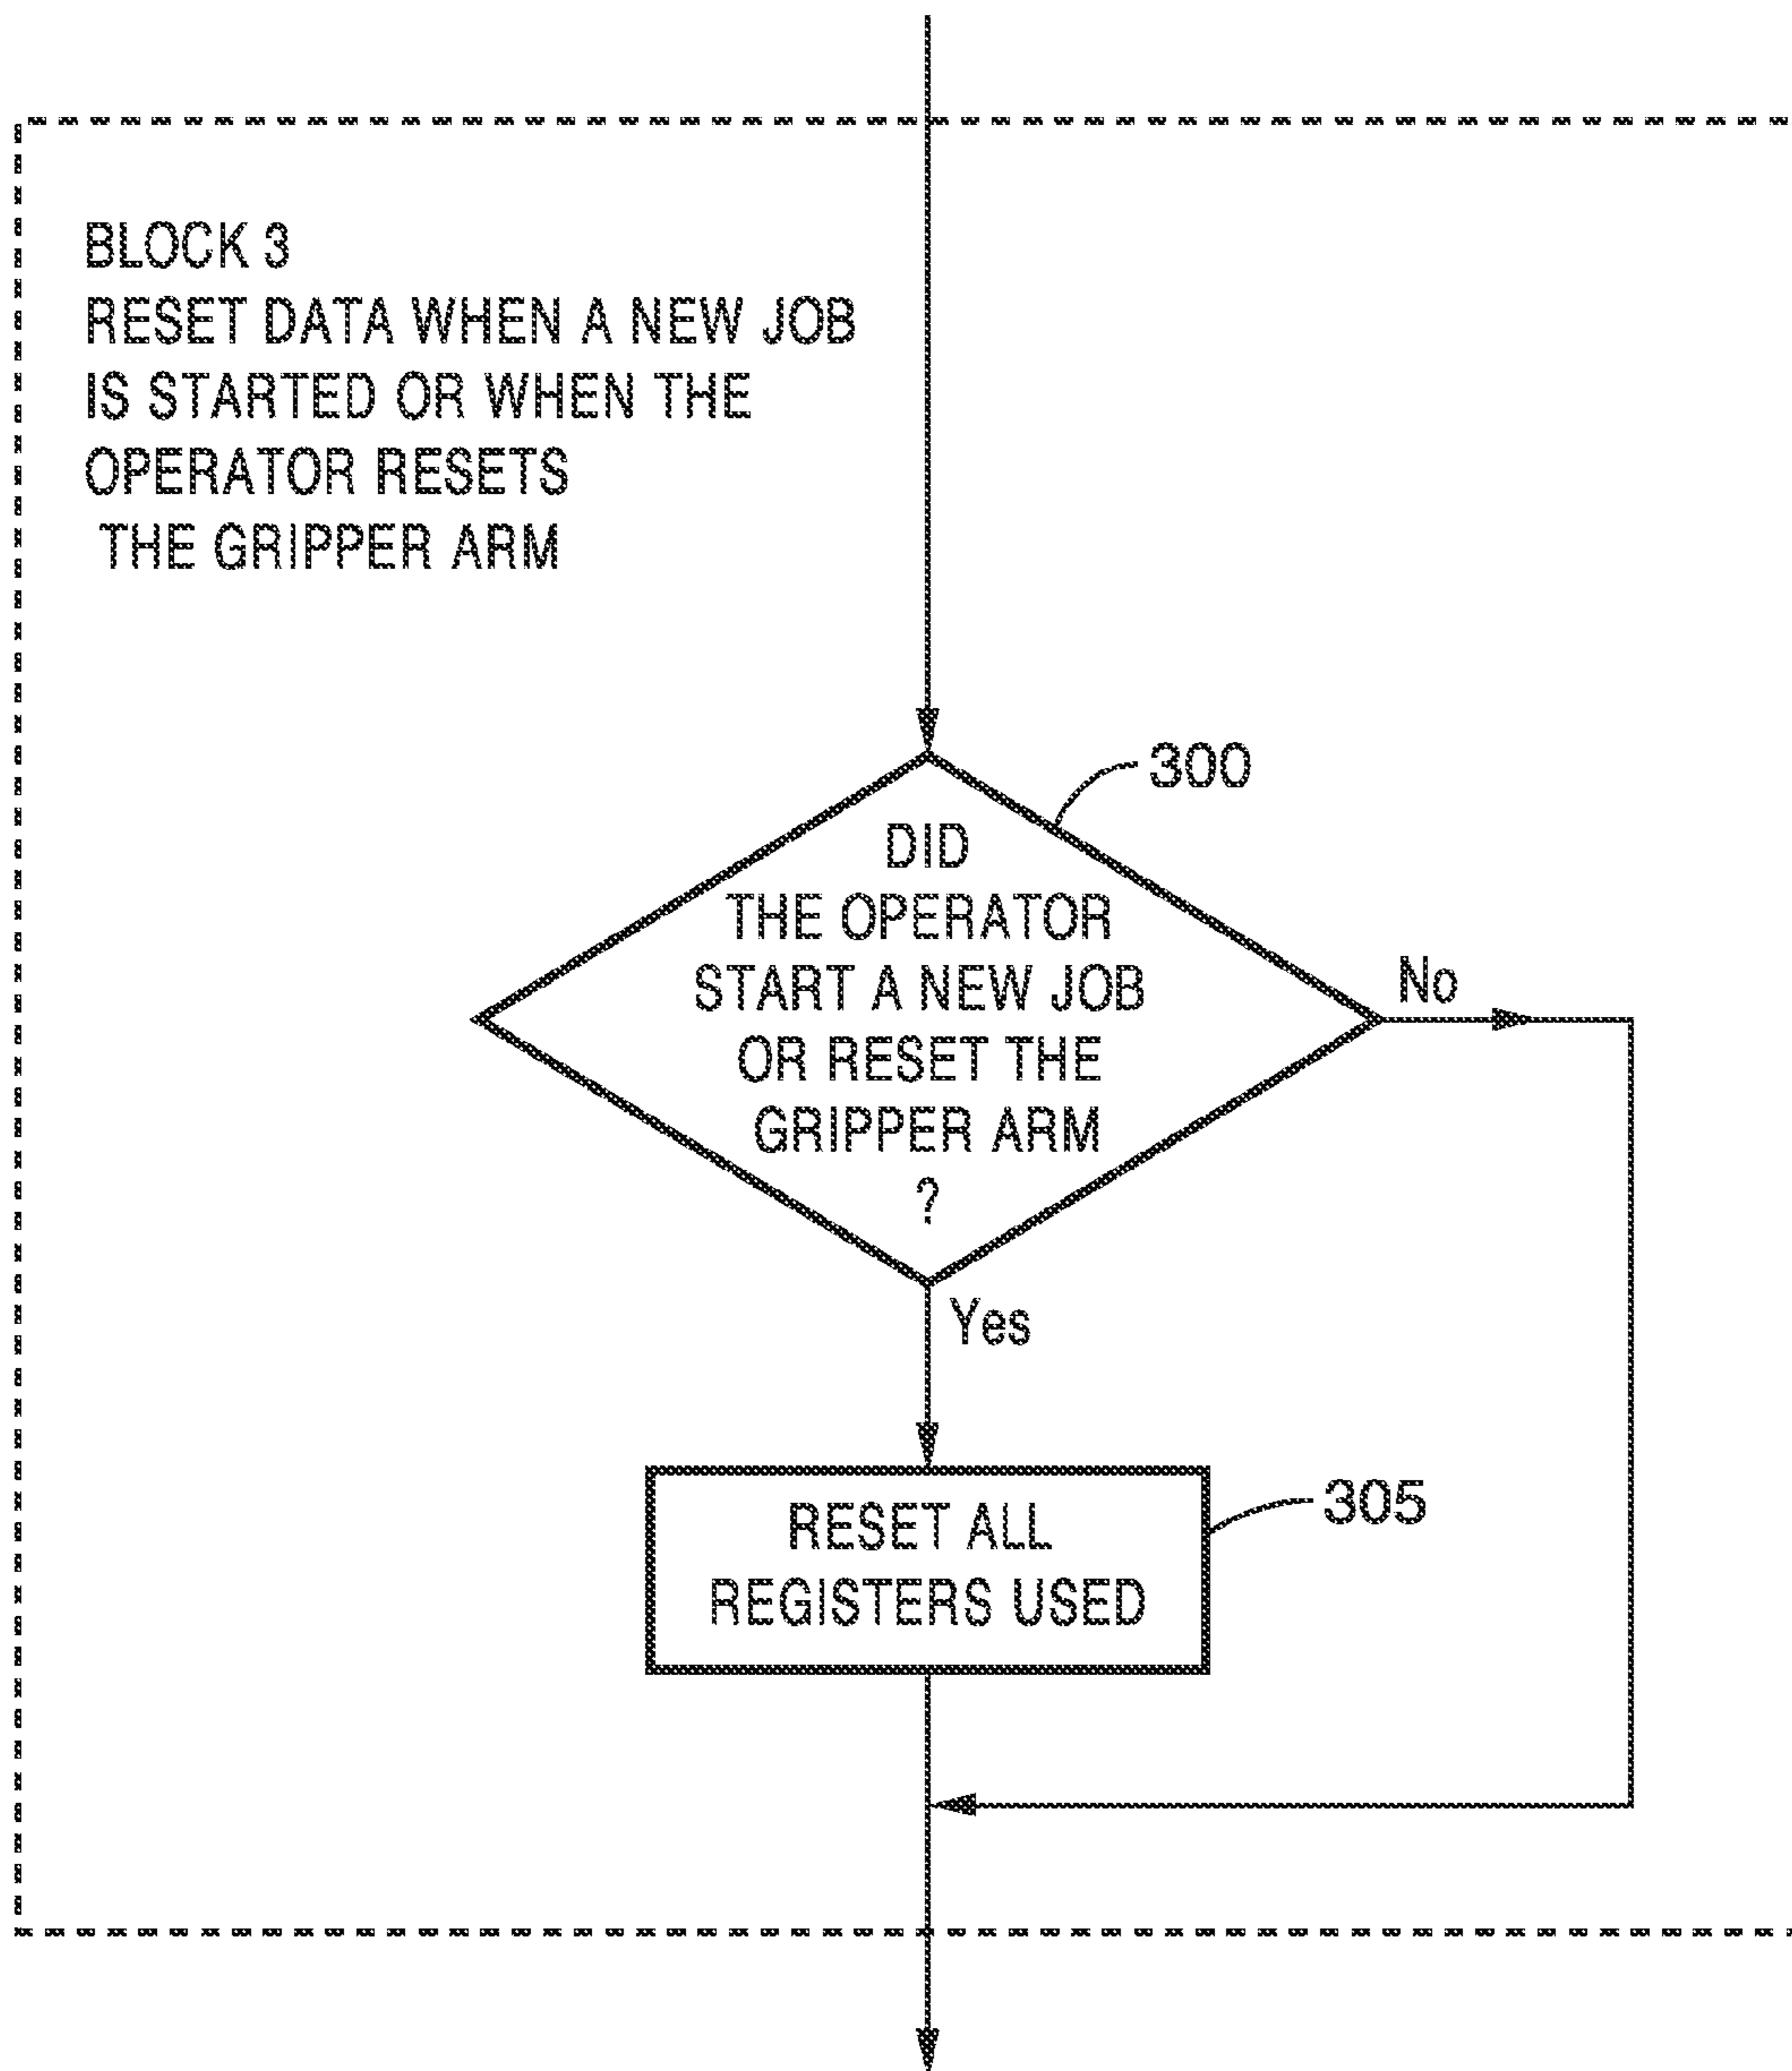 BLOCK 3
RESET DATA WHEN A NEW JOB
IS STARTED OR WHEN THE
OPERATOR RESETS
THE GRIPPER ARM
300
DID
THE OPERATOR
START A NEW JOB
OR RESET THE
GRIPPER ARM
?
No
Yes
RESET ALL
REGISTERS USED
305